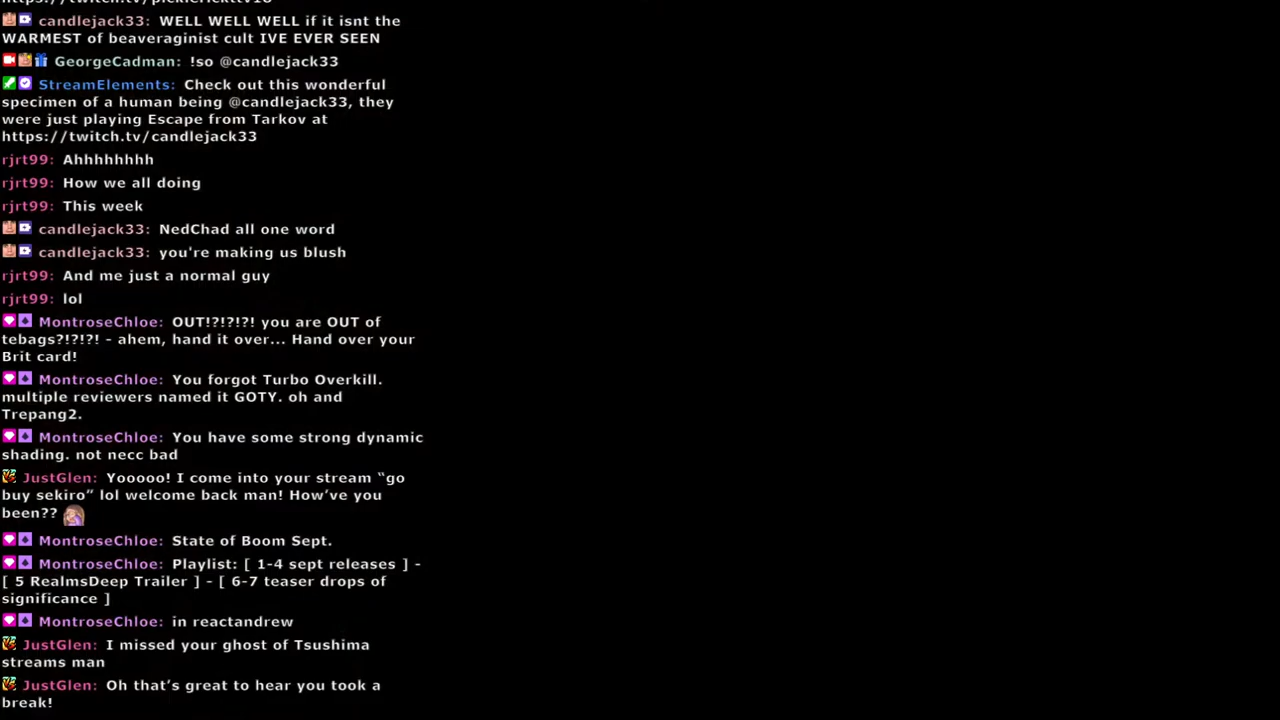 https://twitch.tv/picklerickttv18
candlejack33: WELL WELL WELL if it isnt the
WARMEST of beaveraginist cult IVE EVER SEEN
GeorgeCadman: !so @candlejack33
StreamElements: Check out this wonderful
specimen of a human being @candlejack33, they
were just playing Escape from Tarkov at
https://twitch.tv/candlejack33
rjrt99: Ahhhhhhhh
rjrt99: How we all doing
rjrt99: This week
candlejack33: NedChad all one word
candlejack33: you're making us blush
rjrt99: And me just a normal guy
rjrt99: lol
MontroseChloe: OUT!?!?!?! you are OUT of
tebags?!?!?! - ahem, hand it over... Hand over your
Brit card!
MontroseChloe: You forgot Turbo Overkill.
multiple reviewers named it GOTY. oh and
Trepang2.
MontroseChloe: You have some strong dynamic
shading. not necc bad
JustGlen: Yooooo! I come into your stream “go
buy sekiro” lol welcome back man! How’ve you
been??
MontroseChloe: State of Boom Sept.
MontroseChloe: Playlist: [ 1-4 sept releases ] -
[ 5 RealmsDeep Trailer ] - [ 6-7 teaser drops of
significance ]
MontroseChloe: in reactandrew
JustGlen: I missed your ghost of Tsushima
streams man
JustGlen: Oh that’s great to hear you took a
break!